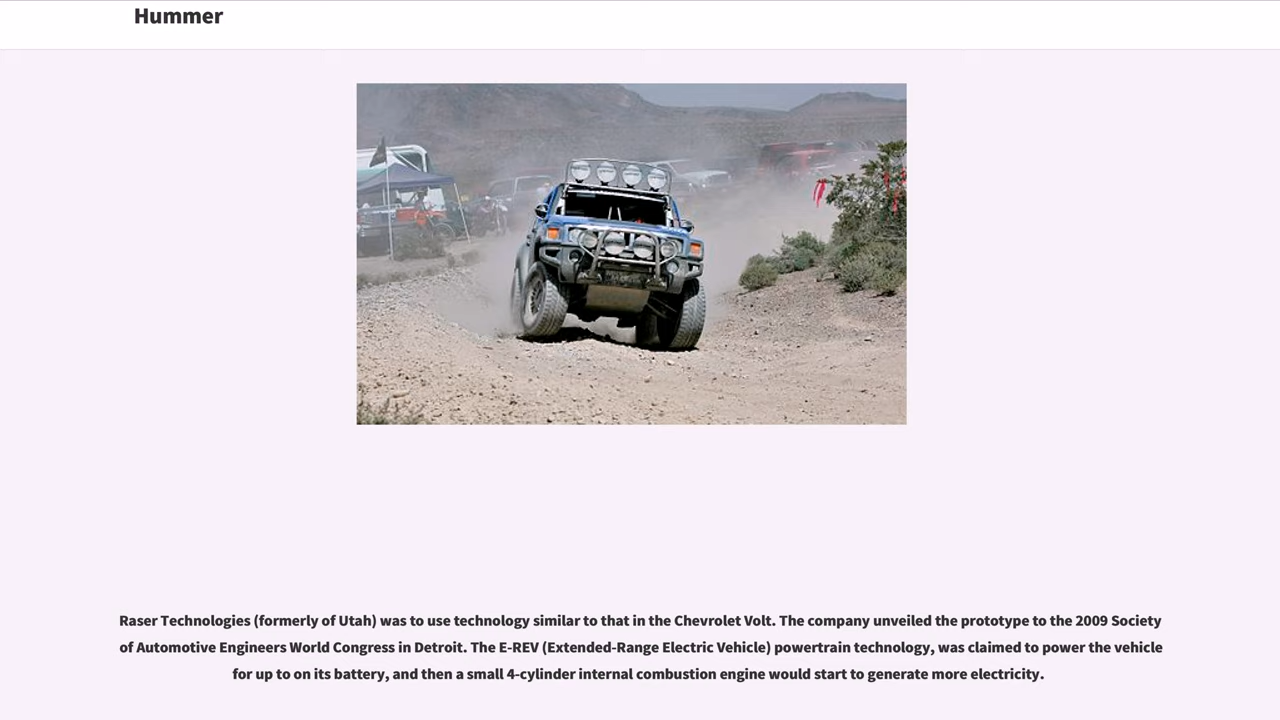 Hummer
Raser Technologies (formerly of Utah) was to use technology similar to that in the Chevrolet Volt. The company unveiled the prototype to the 2009 Society
of Automotive Engineers World Congress in Detroit. The E-REV (Extended-Range Electric Vehicle) powertrain technology, was claimed to power the vehicle
for up to on its battery, and then a small 4-cylinder internal combustion engine would start to generate more electricity.